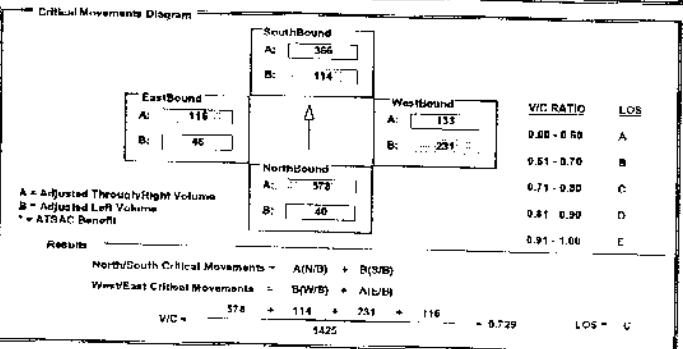 Critical Movements Diagram
SouthBound
A: 366
B: 114
EastBound
A: 116
B: 46
WestBound
A: 133
B: 231
NorthBound
A: 578
B: 40
V/C RATIO LOS
0.00 - 0.60 A
0.61 - 0.70 B
0.71 - 0.80 C
0.81 - 0.90 D
0.91 - 1.00 E
A = Adjusted Through/Right Volume
B = Adjusted Left Volume
* = ATSAC Benefit
Results
North/South Critical Movements = A(N/B) + B(S/B)
West/East Critical Movements = B(W/B) + A(E/B)
V/C = 578 + 114 + 231 + 116 = 0.729 LOS = C
1425